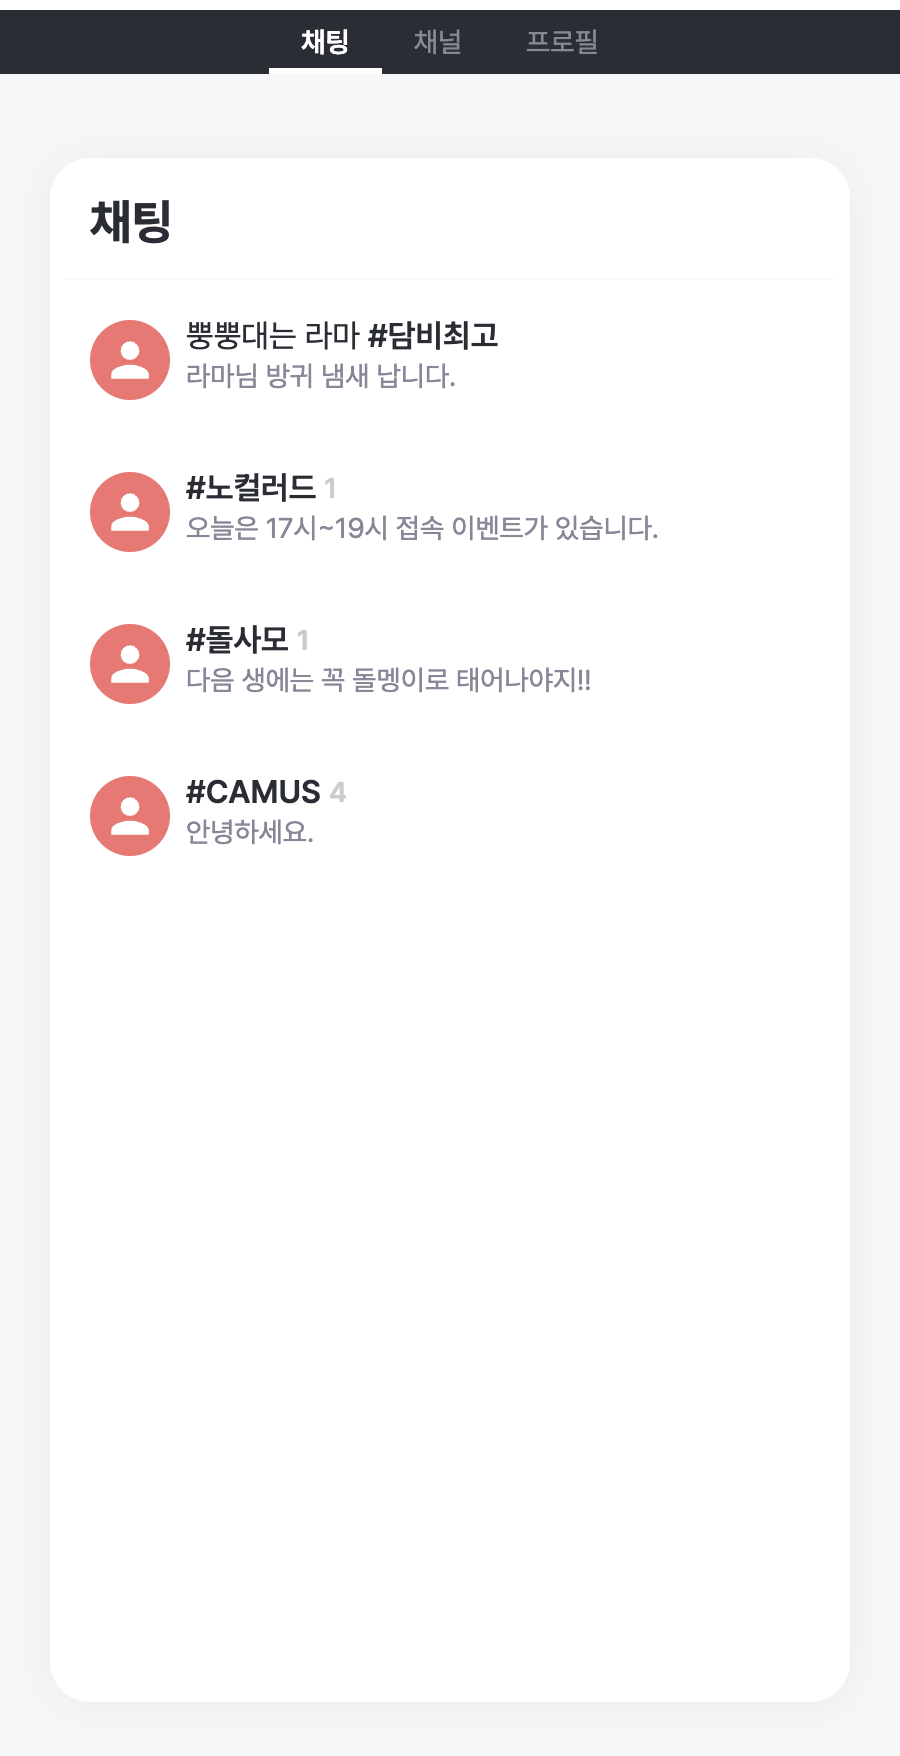 채팅 채널 프로필
채팅
뿡뿡대는 라마 #담비최고
라마님 방귀 냄새 납니다.
#노컬러드 1
오늘은 17시~19시 접속 이벤트가 있습니다.
#돌사모 1
다음 생에는 꼭 돌멩이로 태어나야지!!
#CAMUS 4
안녕하세요.